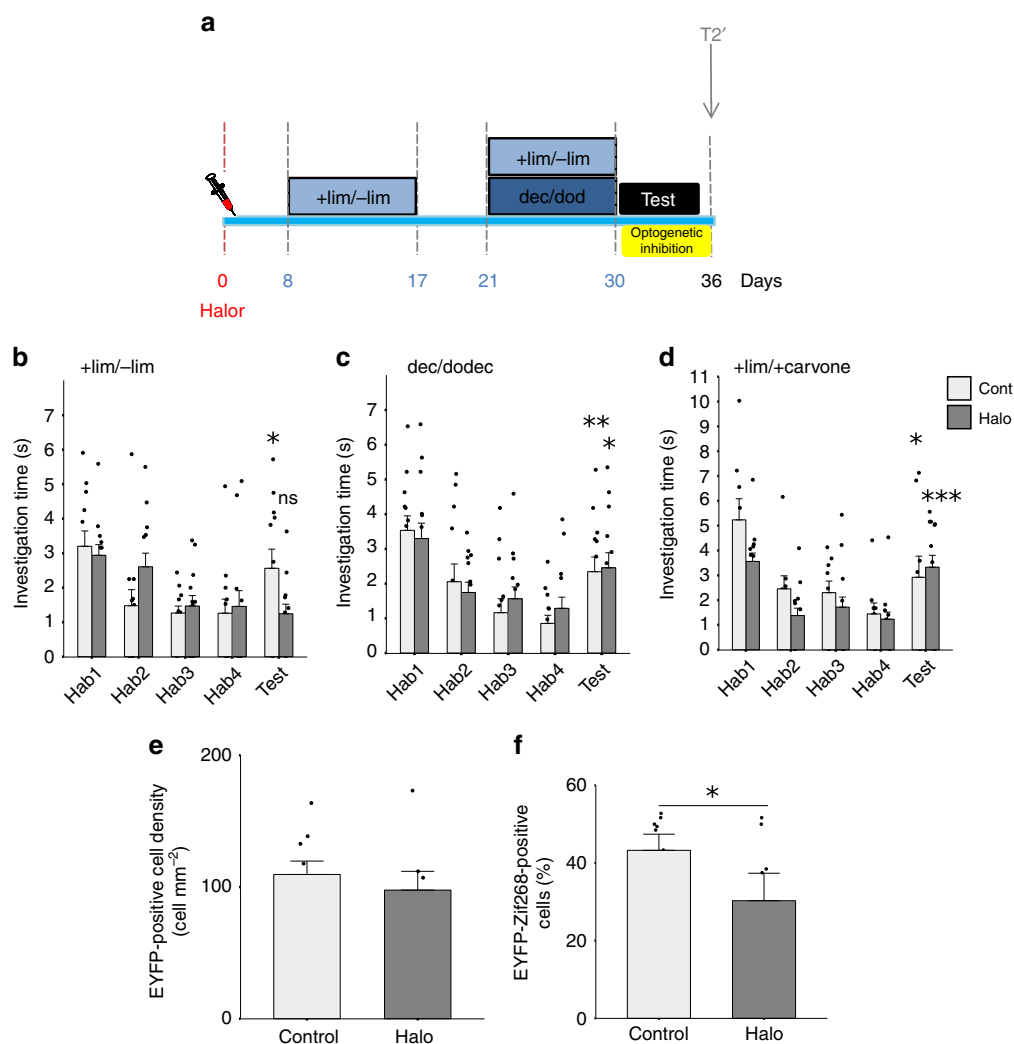 a
T2′
+lim/–lim
+lim/–lim
dec/dod
Test
Optogenetic
inhibition
0
8
17
21
30
36
Days
Halor
b
+lim/–lim
Investigation time (s)
7
6
5
4
3
2
1
0
*
ns
Hab1
Hab2
Hab3
Hab4
Test
c
dec/dodec
Investigation time (s)
7
6
5
4
3
2
1
0
**
*
Hab1
Hab2
Hab3
Hab4
Test
d
+lim/+carvone
Investigation time (s)
11
10
9
8
7
6
5
4
3
2
1
0
*
***
Hab1
Hab2
Hab3
Hab4
Test
Cont
Halo
e
EYFP-positive cell density
(cell mm⁻²)
200
100
0
Control
Halo
f
EYFP-Zif268-positive
cells (%)
60
40
20
0
*
Control
Halo